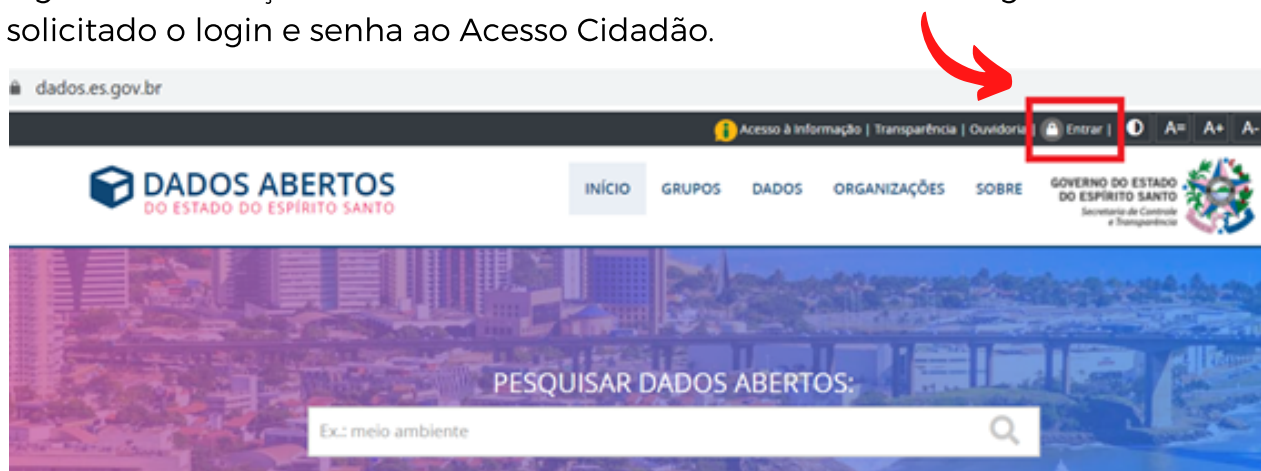 solicitado o login e senha ao Acesso Cidadão.
dados.es.gov.br
Acesso à Informação | Transparência | Ouvidoria | Entrar | A= A+ A-
DADOS ABERTOS
DO ESTADO DO ESPÍRITO SANTO
INÍCIO GRUPOS DADOS ORGANIZAÇÕES SOBRE
GOVERNO DO ESTADO
DO ESPÍRITO SANTO
Secretaria de Controle
e Transparência
PESQUISAR DADOS ABERTOS:
Ex.: meio ambiente